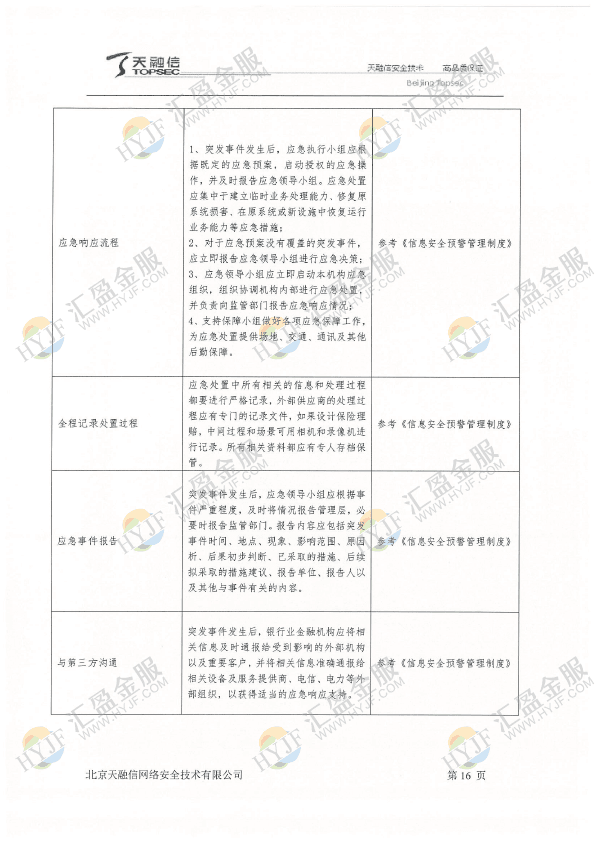 天融信
TOPSEC
天融信安全技术 高品质保证
Beijing Topsec
1、突发事件发生后，应急执行小组应根
据既定的应急预案，启动授权的应急操
作，并及时报告应急领导小组。应急处置
应集中于建立临时业务处理能力、修复原
系统损害、在原系统或新设施中恢复运行
业务能力等应急措施；
2、对于应急预案没有覆盖的突发事件，
应立即报告应急领导小组进行应急决策；
3、应急领导小组应立即启动本机构应急
组织，组织协调机构内部进行应急处置，
并负责向监管部门报告应急响应情况；
4、支持保障小组做好各项应急保障工作，
为应急处置提供场地、交通、通讯及其他
后勤保障。
应急响应流程
参考《信息安全预警管理制度》
应急处置中所有相关的信息和处理过程
都要进行严格记录，外部供应商的处理过
程应有专门的记录文件，如果设计保险理
赔，中间过程和场景可用相机和录像机进
行记录。所有相关资料都应有专人存档保
管。
全程记录处置过程
参考《信息安全预警管理制度》
突发事件发生后，应急领导小组应根据事
件严重程度，及时将情况报告管理层，必
要时报告监管部门。报告内容应包括突发
事件时间、地点、现象、影响范围、原因
析、后果初步判断、已采取的措施、后续
拟采取的措施建议、报告单位、报告人以
及其他与事件有关的内容。
应急事件报告
参考《信息安全预警管理制度》
突发事件发生后，银行业金融机构应将相
关信息及时通报给受到影响的外部机构
以及重要客户，并将相关信息准确通报给
相关设备及服务提供商、电信、电力等外
部组织，以获得适当的应急响应支持。
与第三方沟通
参考《信息安全预警管理制度》
北京天融信网络安全技术有限公司 第 16 页
HYJF 汇盈金服
WWW.HYJF.COM